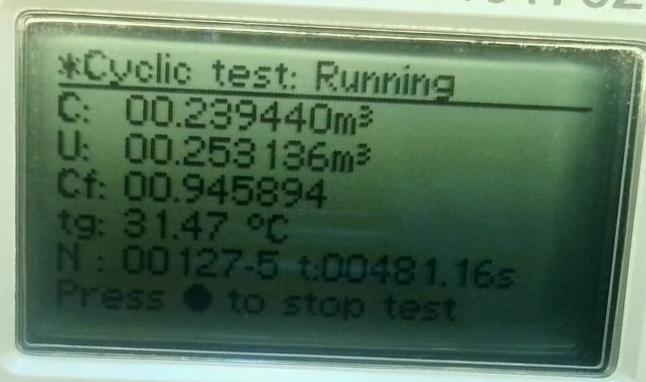 *Cyclic test: Running
C: 00.239440m³
U: 00.253136m³
Cf: 00.945894
tg: 31.47 °C
N : 00127-5 t:00481.16s
Press ● to stop test